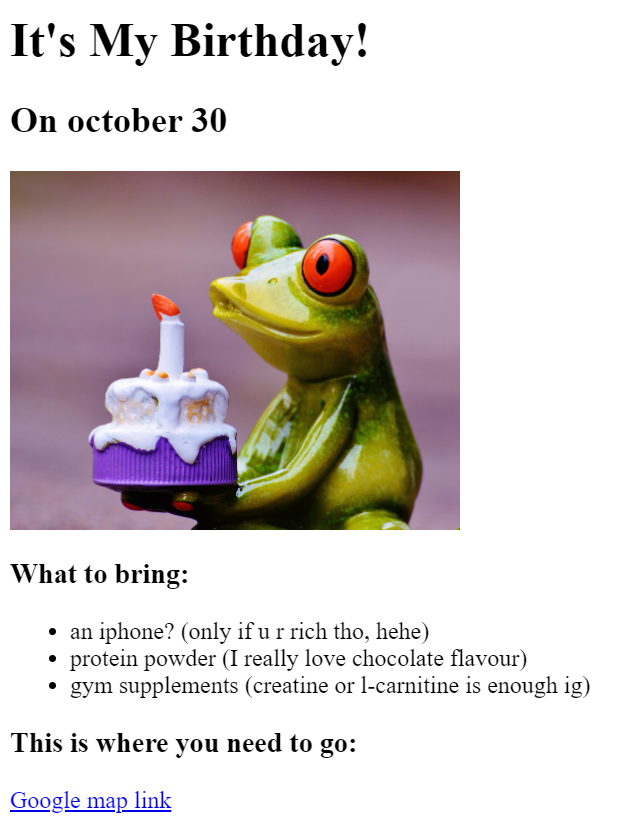 It's My Birthday!
On october 30
What to bring:
an iphone? (only if u r rich tho, hehe)
protein powder (I really love chocolate flavour)
gym supplements (creatine or l-carnitine is enough ig)
This is where you need to go:
Google map link